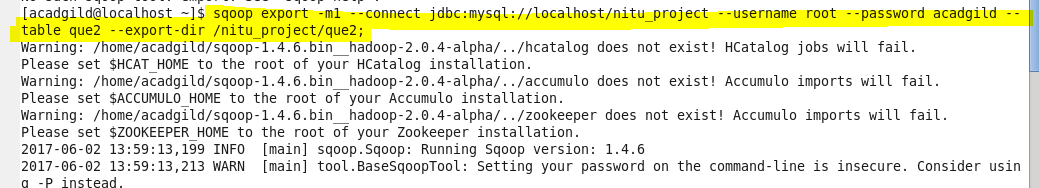 [acadgild@localhost ~]$ sqoop export -m1 --connect jdbc:mysql://localhost/nitu_project --username root --password acadgild --
table que2 --export-dir /nitu_project/que2;
Warning: /home/acadgild/sqoop-1.4.6.bin__hadoop-2.0.4-alpha/../hcatalog does not exist! HCatalog jobs will fail.
Please set $HCAT_HOME to the root of your HCatalog installation.
Warning: /home/acadgild/sqoop-1.4.6.bin__hadoop-2.0.4-alpha/../accumulo does not exist! Accumulo imports will fail.
Please set $ACCUMULO_HOME to the root of your Accumulo installation.
Warning: /home/acadgild/sqoop-1.4.6.bin__hadoop-2.0.4-alpha/../zookeeper does not exist! Accumulo imports will fail.
Please set $ZOOKEEPER_HOME to the root of your Zookeeper installation.
2017-06-02 13:59:13,199 INFO  [main] sqoop.Sqoop: Running Sqoop version: 1.4.6
2017-06-02 13:59:13,213 WARN  [main] tool.BaseSqoopTool: Setting your password on the command-line is insecure. Consider usin
g -P instead.